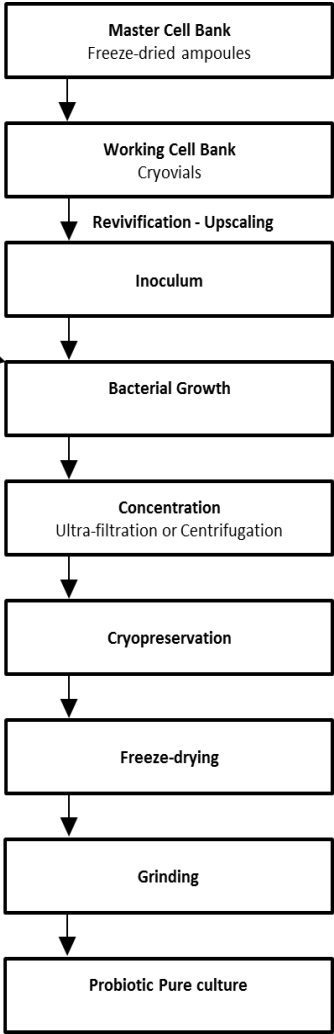 Master Cell Bank
Freeze-dried ampoules
Working Cell Bank
Cryovials
Revivification - Upscaling
Inoculum
Bacterial Growth
Concentration
Ultra-filtration or Centrifugation
Cryopreservation
Freeze-drying
Grinding
Probiotic Pure culture